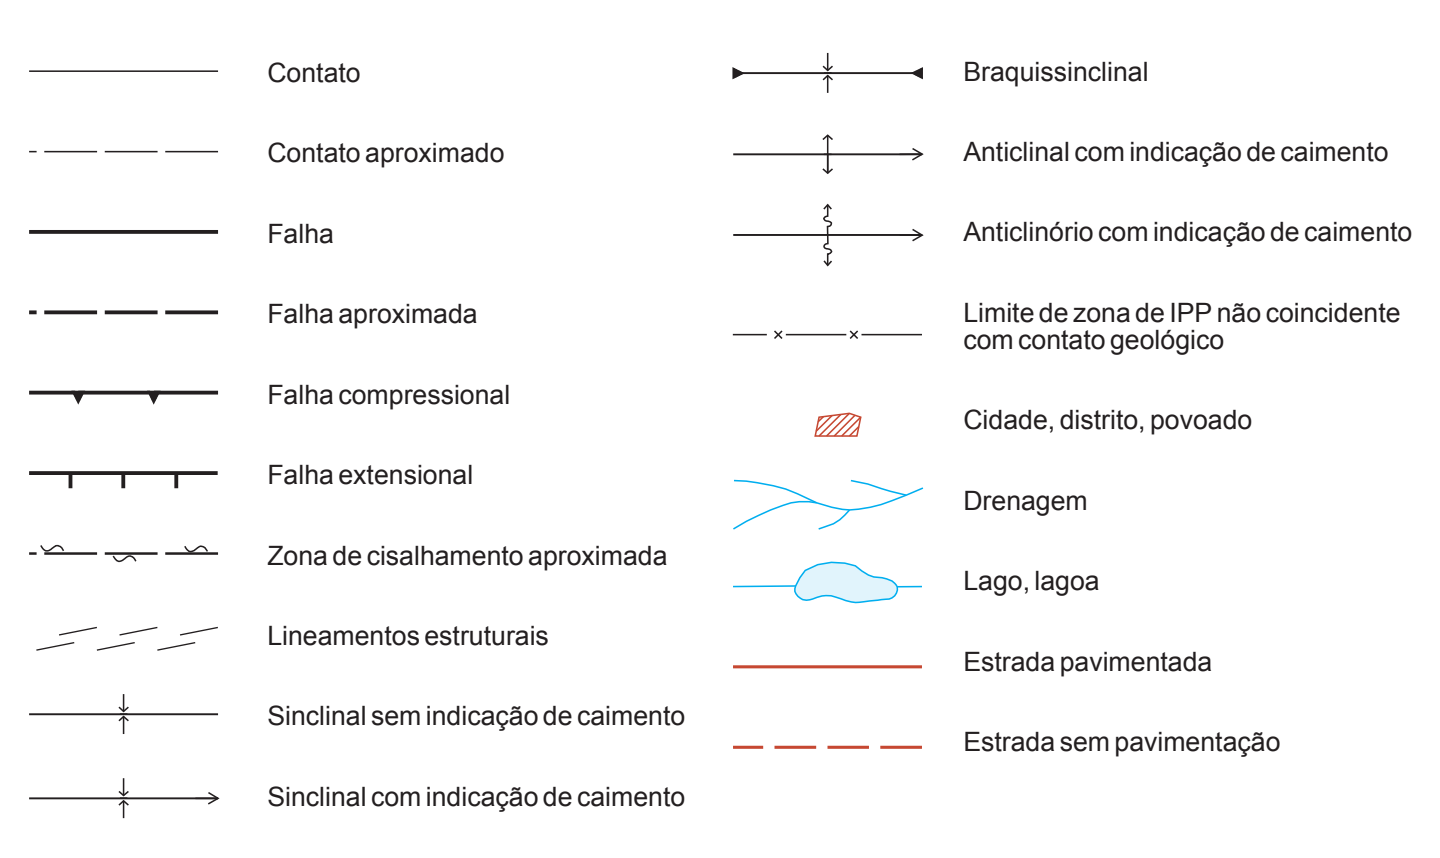 Contato
Contato aproximado
Falha
Falha aproximada
Falha compressional
Falha extensional
Zona de cisalhamento aproximada
Lineamentos estruturais
Sinclinal sem indicação de caimento
Sinclinal com indicação de caimento
Braquissinclinal
Anticlinal com indicação de caimento
Anticlinório com indicação de caimento
Limite de zona de IPP não coincidente
com contato geológico
Cidade, distrito, povoado
Drenagem
Lago, lagoa
Estrada pavimentada
Estrada sem pavimentação